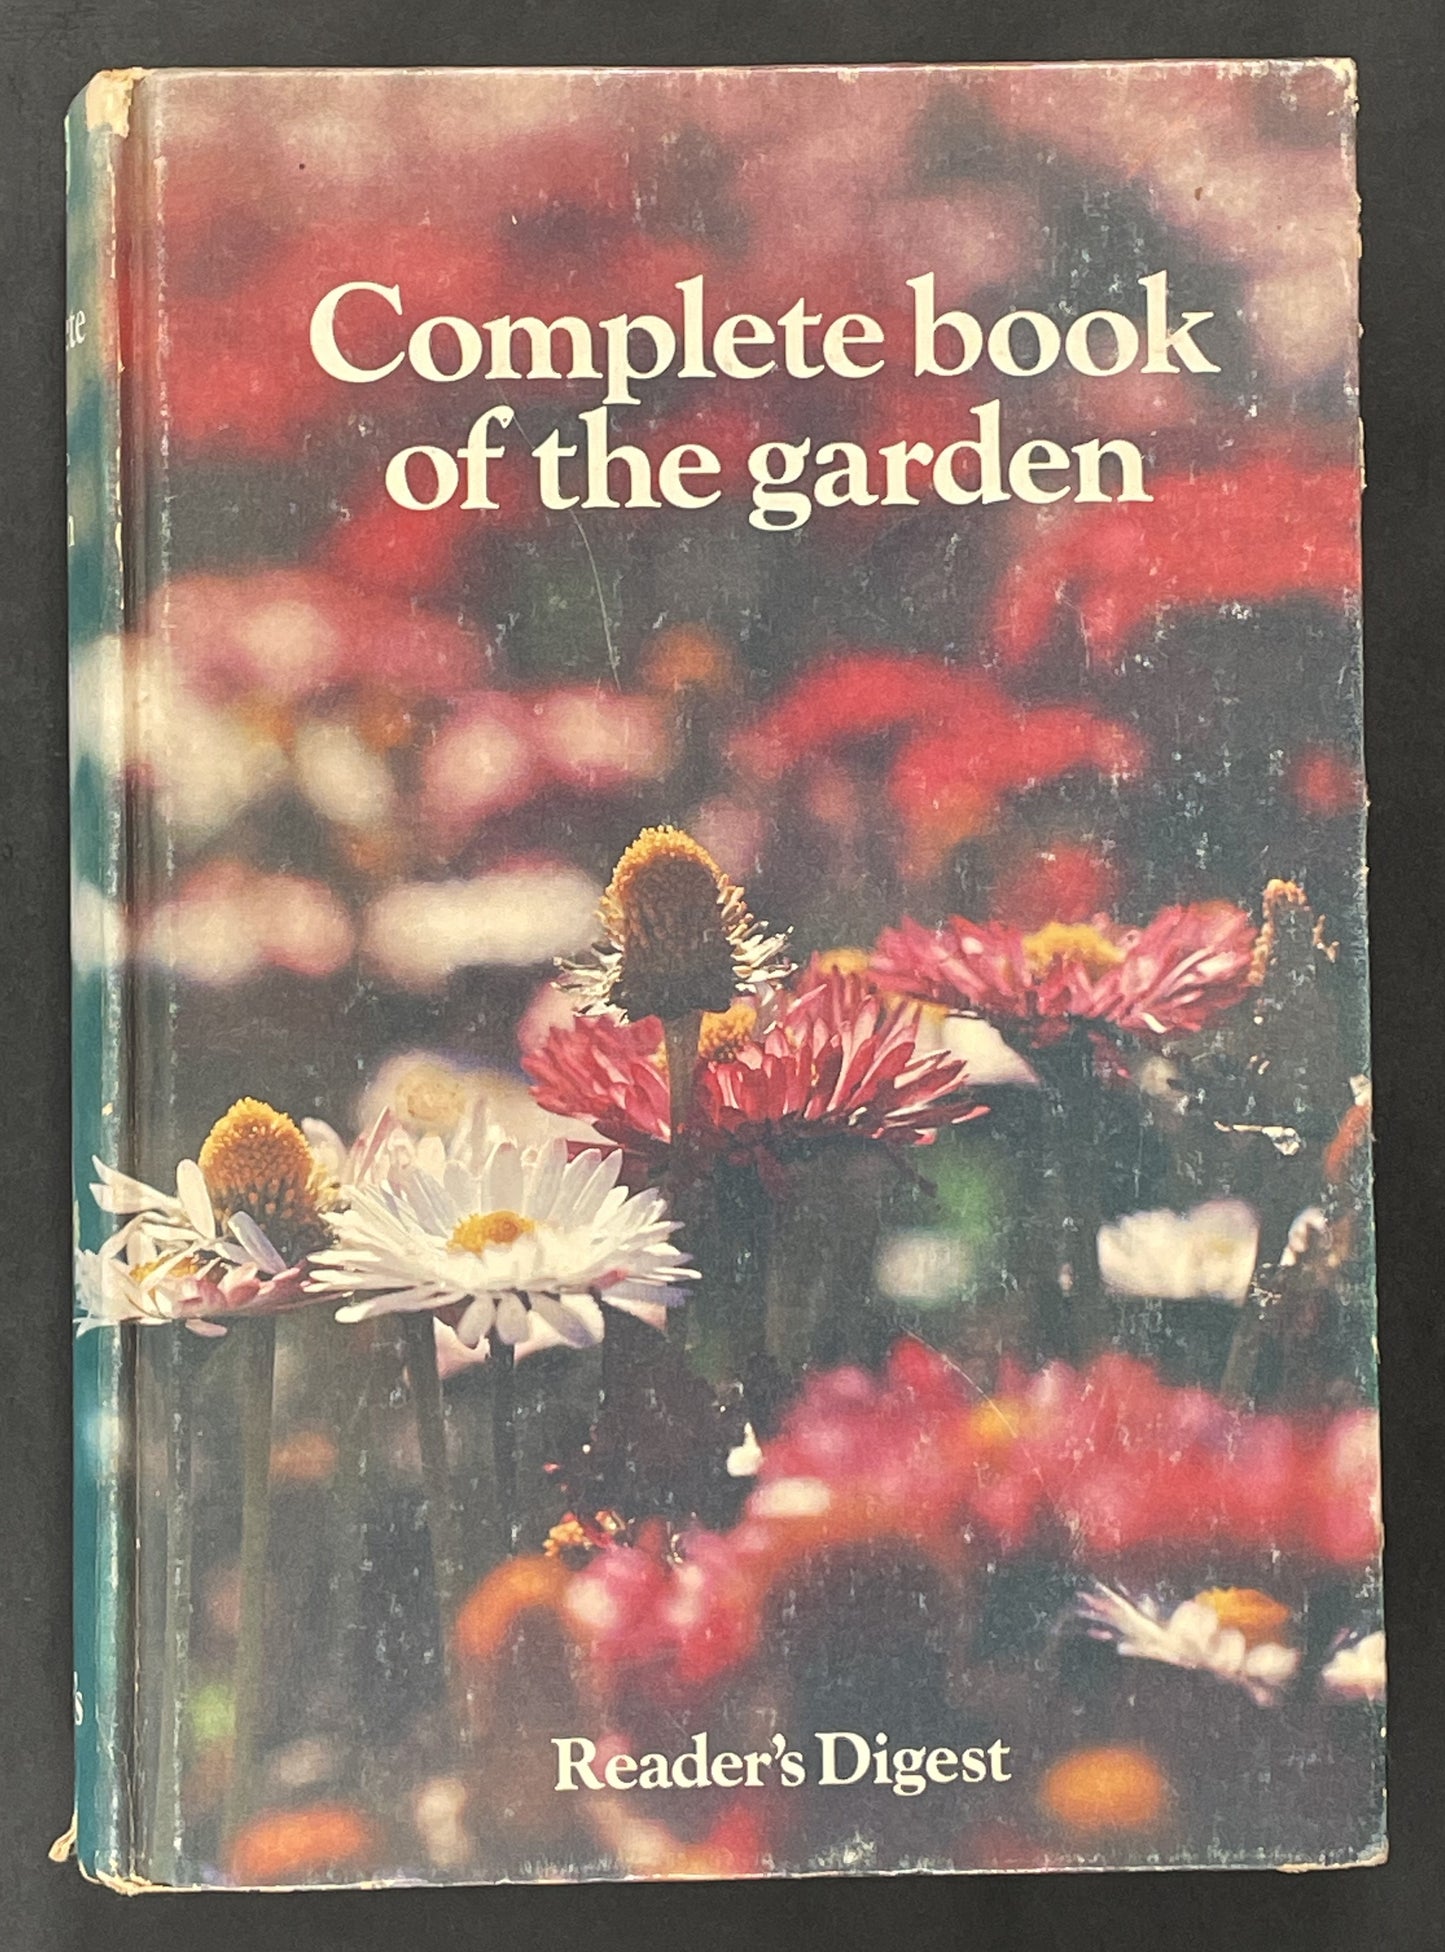 Complete book
of the garden
Reader's Digest